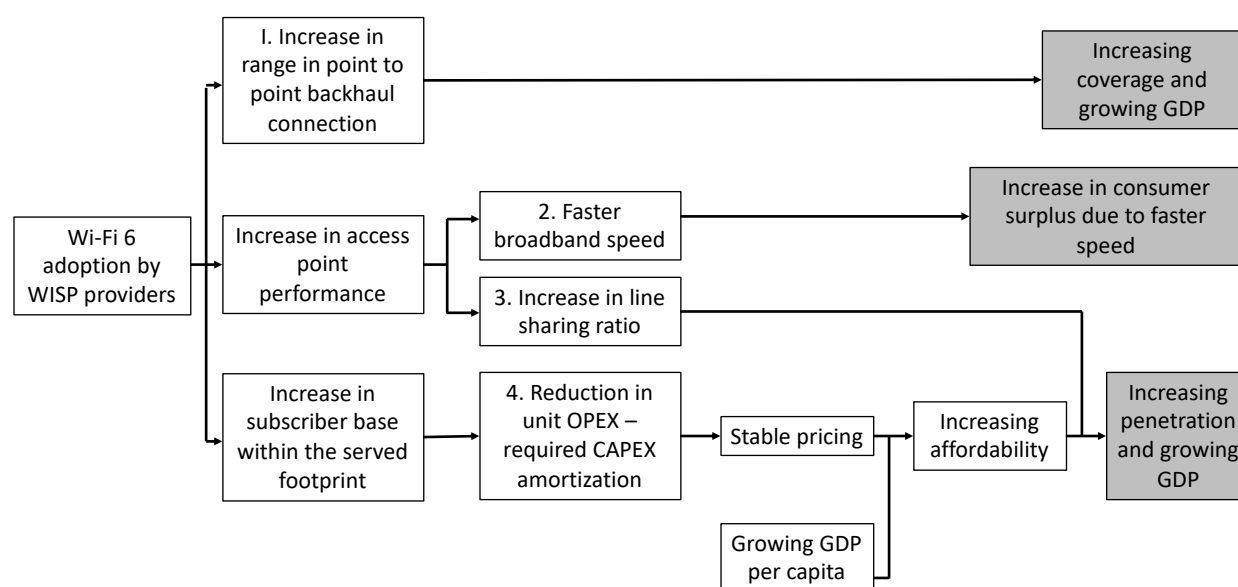 I. Increase in
range in point to
point backhaul
connection
Increasing
coverage and
growing GDP
Wi-Fi 6
adoption by
WISP providers
Increase in access
point
performance
2. Faster
broadband speed
Increase in consumer
surplus due to faster
speed
3. Increase in line
sharing ratio
Increase in
subscriber base
within the served
footprint
4. Reduction in
unit OPEX –
required CAPEX
amortization
Stable pricing
Increasing
affordability
Increasing
penetration
and growing
GDP
Growing GDP
per capita